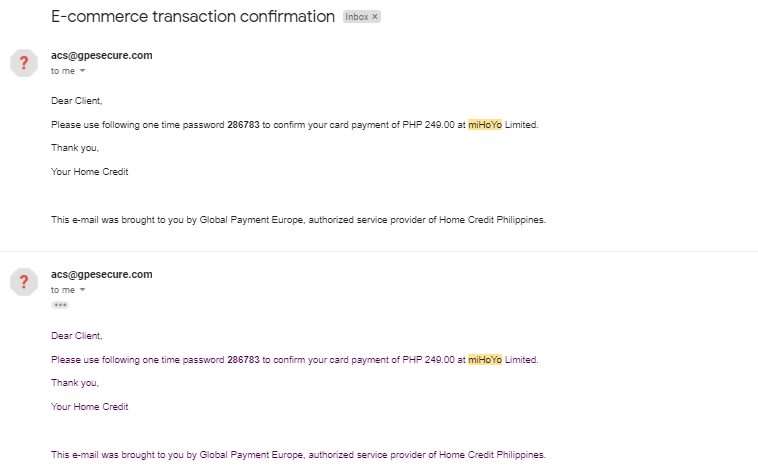 E-commerce transaction confirmation Inbox ×
acs@gpesecure.com
to me
Dear Client,
Please use following one time password 286783 to confirm your card payment of PHP 249.00 at miHoYo Limited.
Thank you,
Your Home Credit
This e-mail was brought to you by Global Payment Europe, authorized service provider of Home Credit Philippines.
acs@gpesecure.com
to me
Dear Client,
Please use following one time password 286783 to confirm your card payment of PHP 249.00 at miHoYo Limited.
Thank you,
Your Home Credit
This e-mail was brought to you by Global Payment Europe, authorized service provider of Home Credit Philippines.